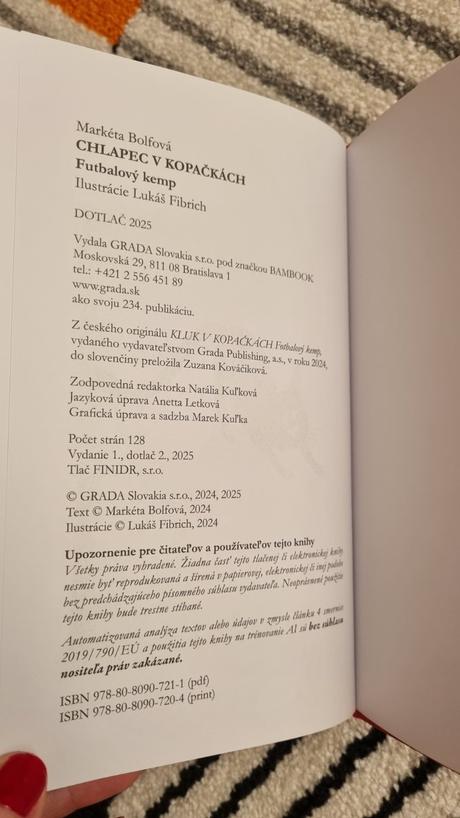 Markéta Bolfová
CHLAPEC V KOPAČKÁCH
Futbalový kemp
Ilustrácie Lukáš Fibrich
DOTLAČ 2025
Vydala GRADA Slovakia s.r.o. pod značkou BAMBOOK
Moskovská 29, 811 08 Bratislava 1
tel.: +421 2 556 451 89
www.grada.sk
ako svoju 234. publikáciu.
Z českého originálu KLUK V KOPAČKÁCH Fotbalový kemp,
vydaného vydavateľstvom Grada Publishing, a.s., v roku 2024,
do slovenčiny preložila Zuzana Kováčiková.
Zodpovedná redaktorka Natália Kuľková
Jazyková úprava Anetta Letková
Grafická úprava a sadzba Marek Kuľka
Počet strán 128
Vydanie 1., dotlač 2., 2025
Tlač FINIDR, s.r.o.
© GRADA Slovakia s.r.o., 2024, 2025
Text © Markéta Bolfová, 2024
Ilustrácie © Lukáš Fibrich, 2024
Upozornenie pre čitateľov a používateľov tejto knihy
Všetky práva vyhradené. Žiadna časť tejto tlačenej či elektronickej knihy
nesmie byť reprodukovaná a šírená v papierovej, elektronickej či inej podobe
bez predchádzajúceho písomného súhlasu vydavateľa. Neoprávnené použitie
tejto knihy bude trestne stíhané.
Automatizovaná analýza textov alebo údajov v zmysle článku 4 smernice
2019/790/EÚ a použitia tejto knihy na trénovanie AI sú bez súhlasu
nositeľa práv zakázané.
ISBN 978-80-8090-721-1 (pdf)
ISBN 978-80-8090-720-4 (print)